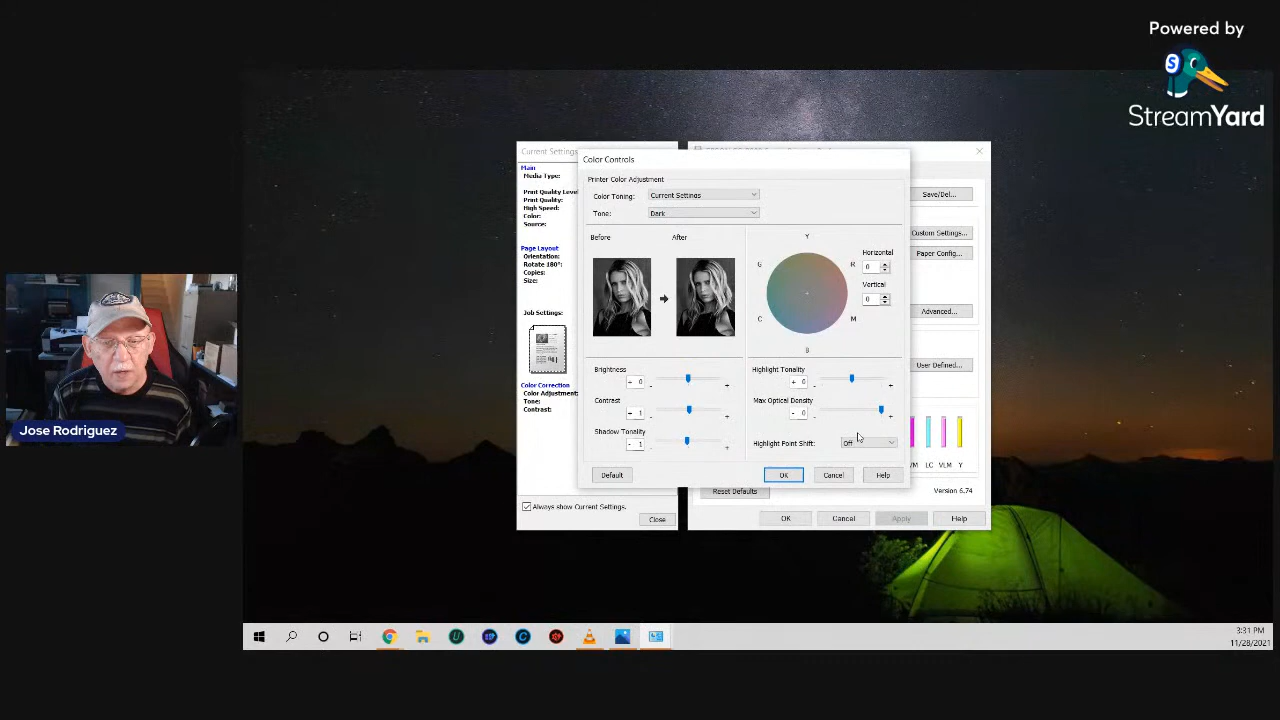 Powered by
S
StreamYard
Current Settings
Main
Media Type:
Print Quality Level
Print Quality:
High Speed:
Color:
Source:
Page Layout
Orientation:
Rotate 180°:
Copies:
Size:
Job Settings:
Color Correction
Color Adjustment:
Tone:
Contrast:
Always show Current Settings.
Close
Color Controls
Printer Color Adjustment
Color Toning: Current Settings
Tone: Dark
Before After
Y
G R
C M
B
Horizontal
0
Vertical
0
Brightness
+ 0 - +
Contrast
+ 1 - +
Shadow Tonality
- 1 - +
Highlight Tonality
+ 0 - +
Max Optical Density
- 0 - +
Highlight Point Shift: Off
Default OK Cancel Help
Save/Del...
Custom Settings...
Paper Config...
Advanced...
User Defined...
VM LC VLM Y
Reset Defaults
Version 6.74
OK Cancel Apply Help
Jose Rodriguez
3:31 PM
11/28/2021